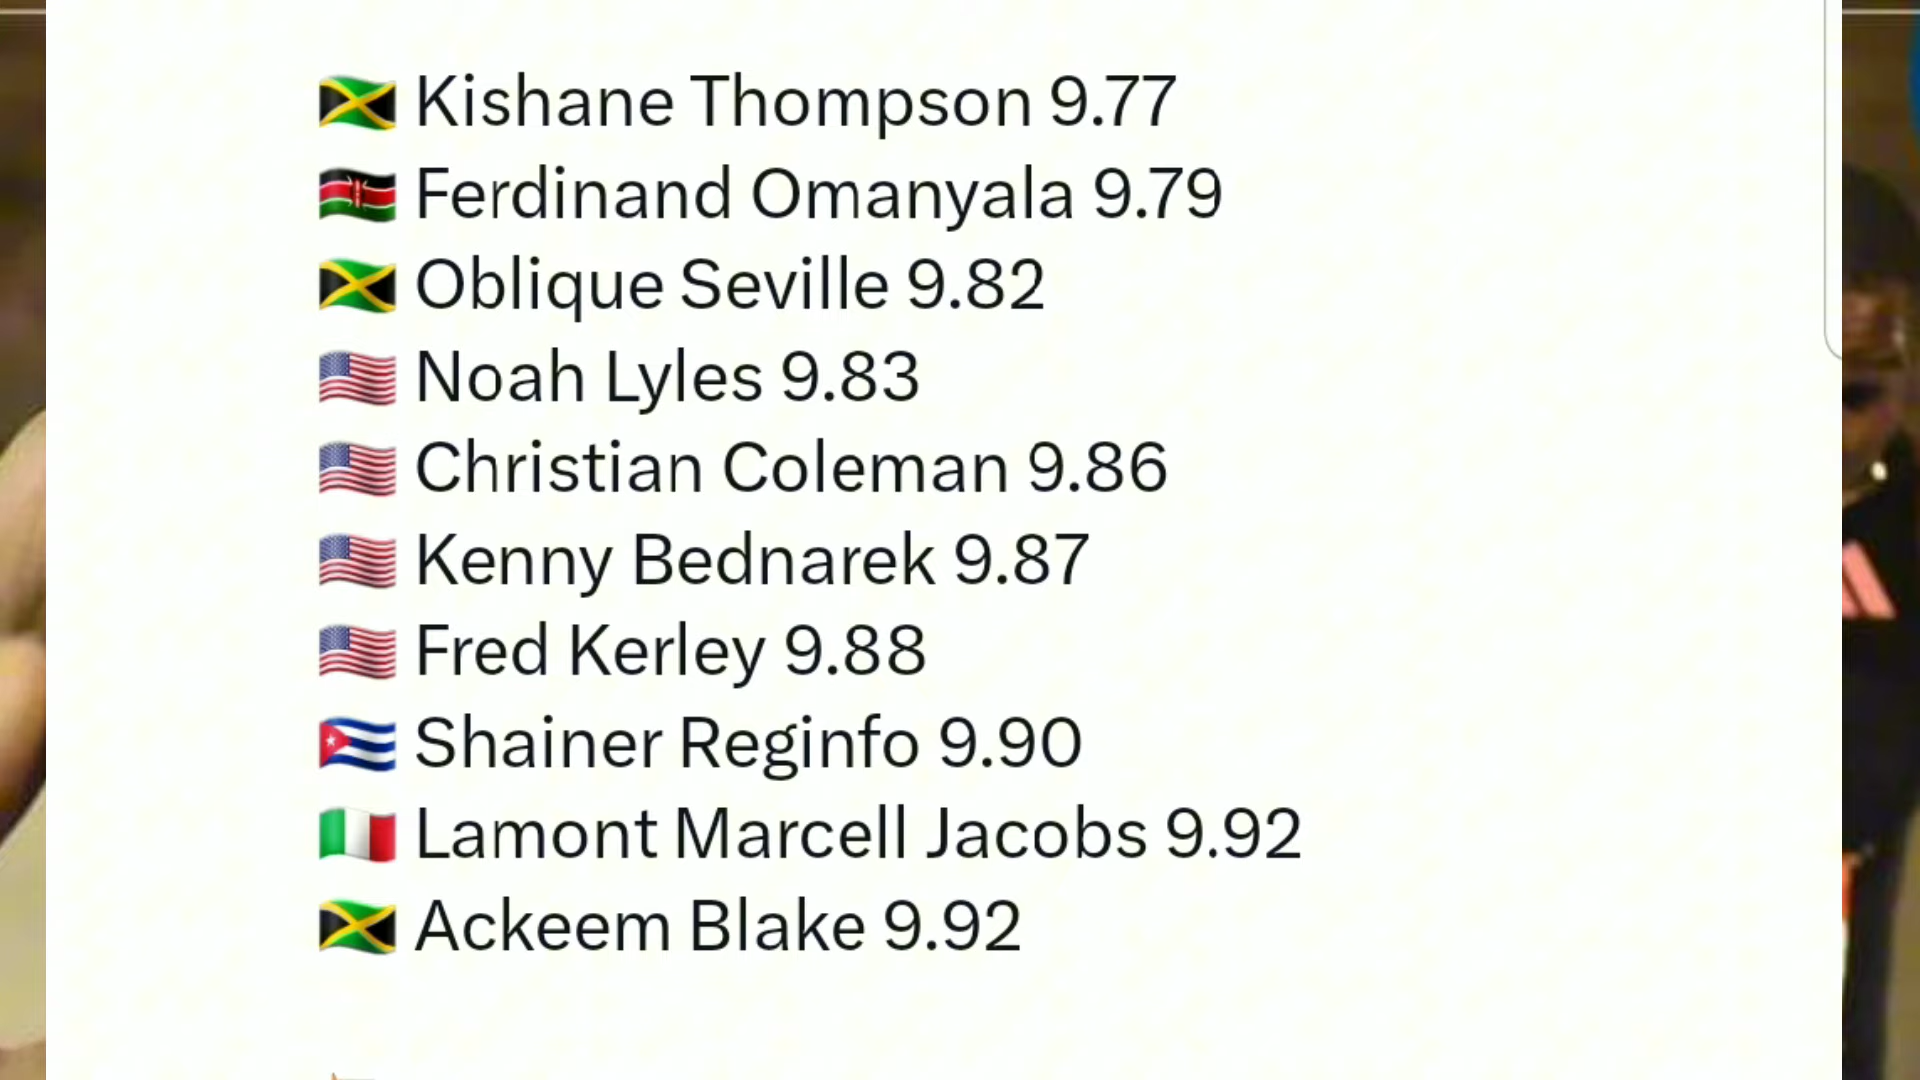 🇯🇲 Kishane Thompson 9.77
🇰🇪 Ferdinand Omanyala 9.79
🇯🇲 Oblique Seville 9.82
🇺🇸 Noah Lyles 9.83
🇺🇸 Christian Coleman 9.86
🇺🇸 Kenny Bednarek 9.87
🇺🇸 Fred Kerley 9.88
🇨🇺 Shainer Reginfo 9.90
🇮🇹 Lamont Marcell Jacobs 9.92
🇯🇲 Ackeem Blake 9.92